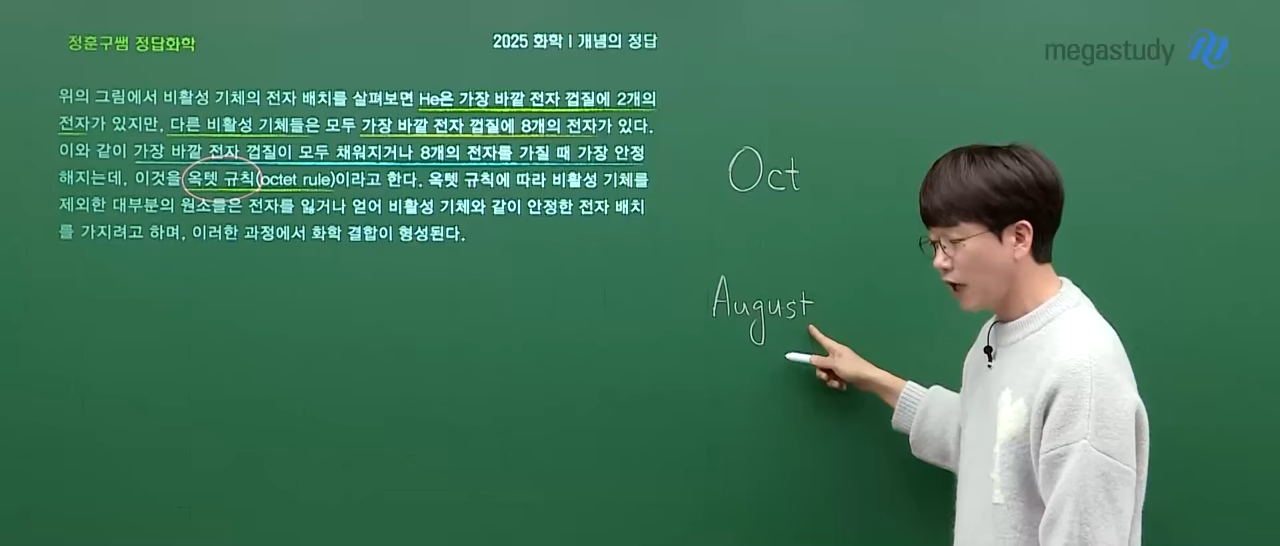 정훈구쌤 정답화학
2025 화학 I 개념의 정답
megastudy
위의 그림에서 비활성 기체의 전자 배치를 살펴보면 He은 가장 바깥 전자 껍질에 2개의
전자가 있지만, 다른 비활성 기체들은 모두 가장 바깥 전자 껍질에 8개의 전자가 있다.
이와 같이 가장 바깥 전자 껍질이 모두 채워지거나 8개의 전자를 가질 때 가장 안정
해지는데, 이것을 옥텟 규칙(octet rule)이라고 한다. 옥텟 규칙에 따라 비활성 기체를
제외한 대부분의 원소들은 전자를 잃거나 얻어 비활성 기체와 같이 안정한 전자 배치
를 가지려고 하며, 이러한 과정에서 화학 결합이 형성된다.
Oct
August